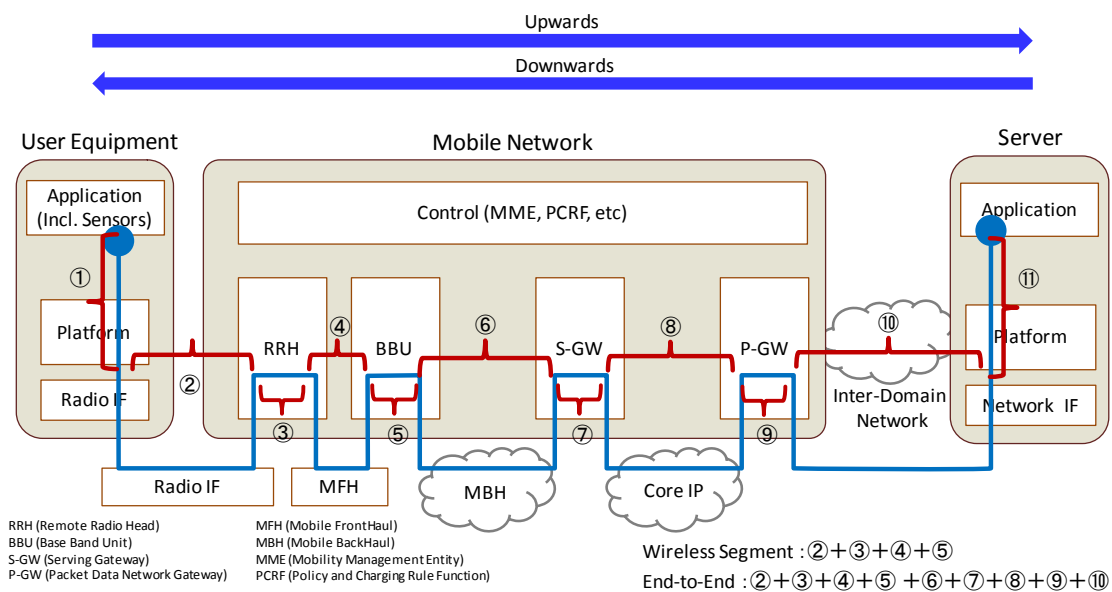 Upwards
Downwards
User Equipment
Mobile Network
Server
Application
(Incl. Sensors)
Control (MME, PCRF, etc)
Application
①
⑪
Platform
RRH
④
BBU
⑥
S-GW
⑧
P-GW
⑩
Platform
②
Radio IF
③
⑤
⑦
⑨
Inter-Domain
Network
Network IF
Radio IF
MFH
MBH
Core IP
RRH (Remote Radio Head)
BBU (Base Band Unit)
S-GW (Serving Gateway)
P-GW (Packet Data Network Gateway)
MFH (Mobile FrontHaul)
MBH (Mobile BackHaul)
MME (Mobility Management Entity)
PCRF (Policy and Charging Rule Function)
Wireless Segment : ②+③+④+⑤
End-to-End : ②+③+④+⑤ +⑥+⑦+⑧+⑨+⑩